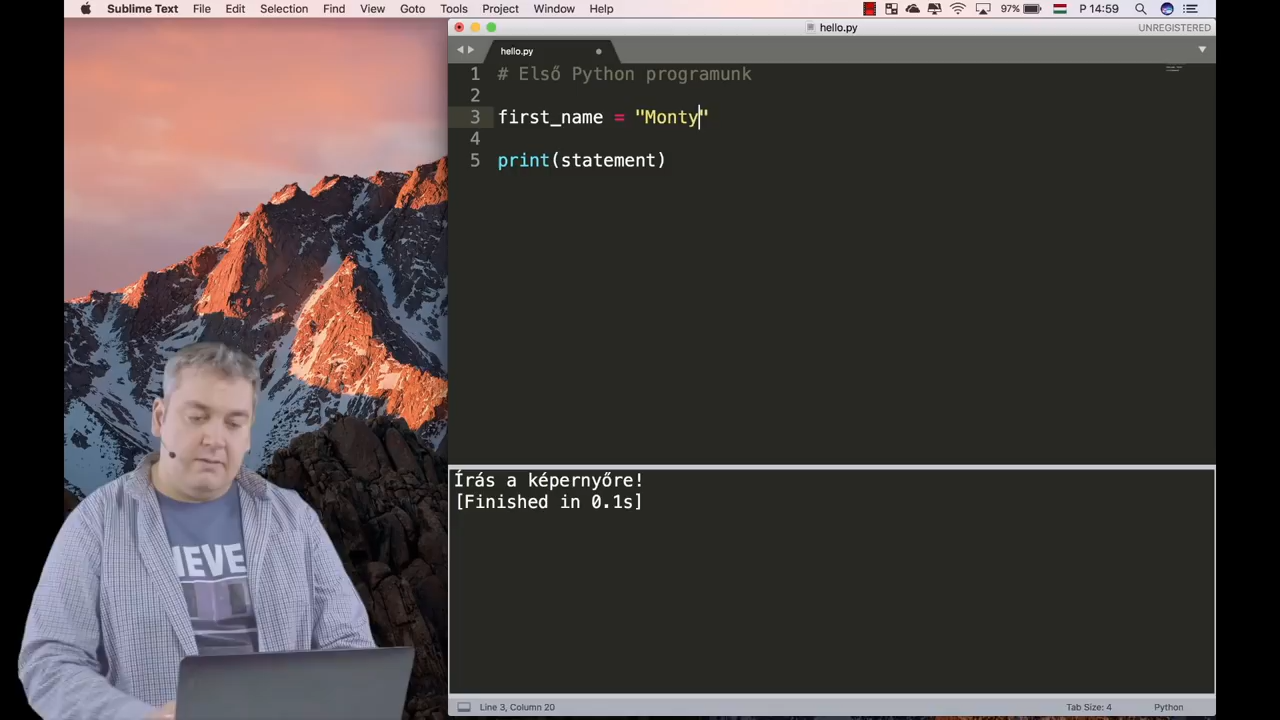 Sublime Text File Edit Selection Find View Goto Tools Project Window Help 97% P 14:59
hello.py
UNREGISTERED
hello.py
1 # Első Python programunk
2
3 first_name = "Monty"
4
5 print(statement)
Írás a képernyőre!
[Finished in 0.1s]
IEVE
Line 3, Column 20 Tab Size: 4 Python